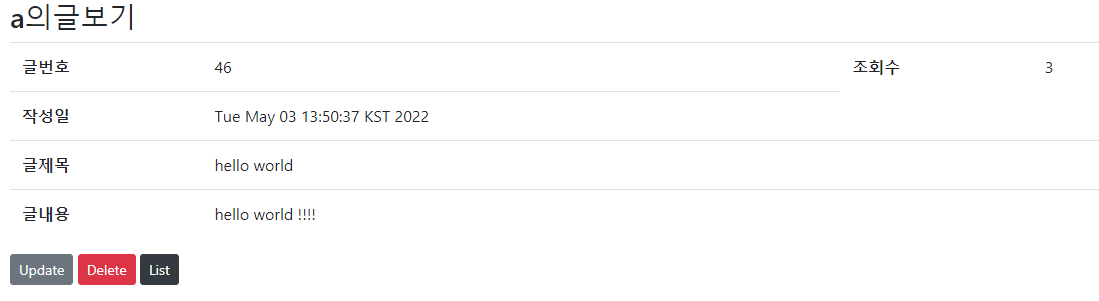 a의글보기
글번호 46 조회수 3
작성일 Tue May 03 13:50:37 KST 2022
글제목 hello world
글내용 hello world !!!!
Update Delete List